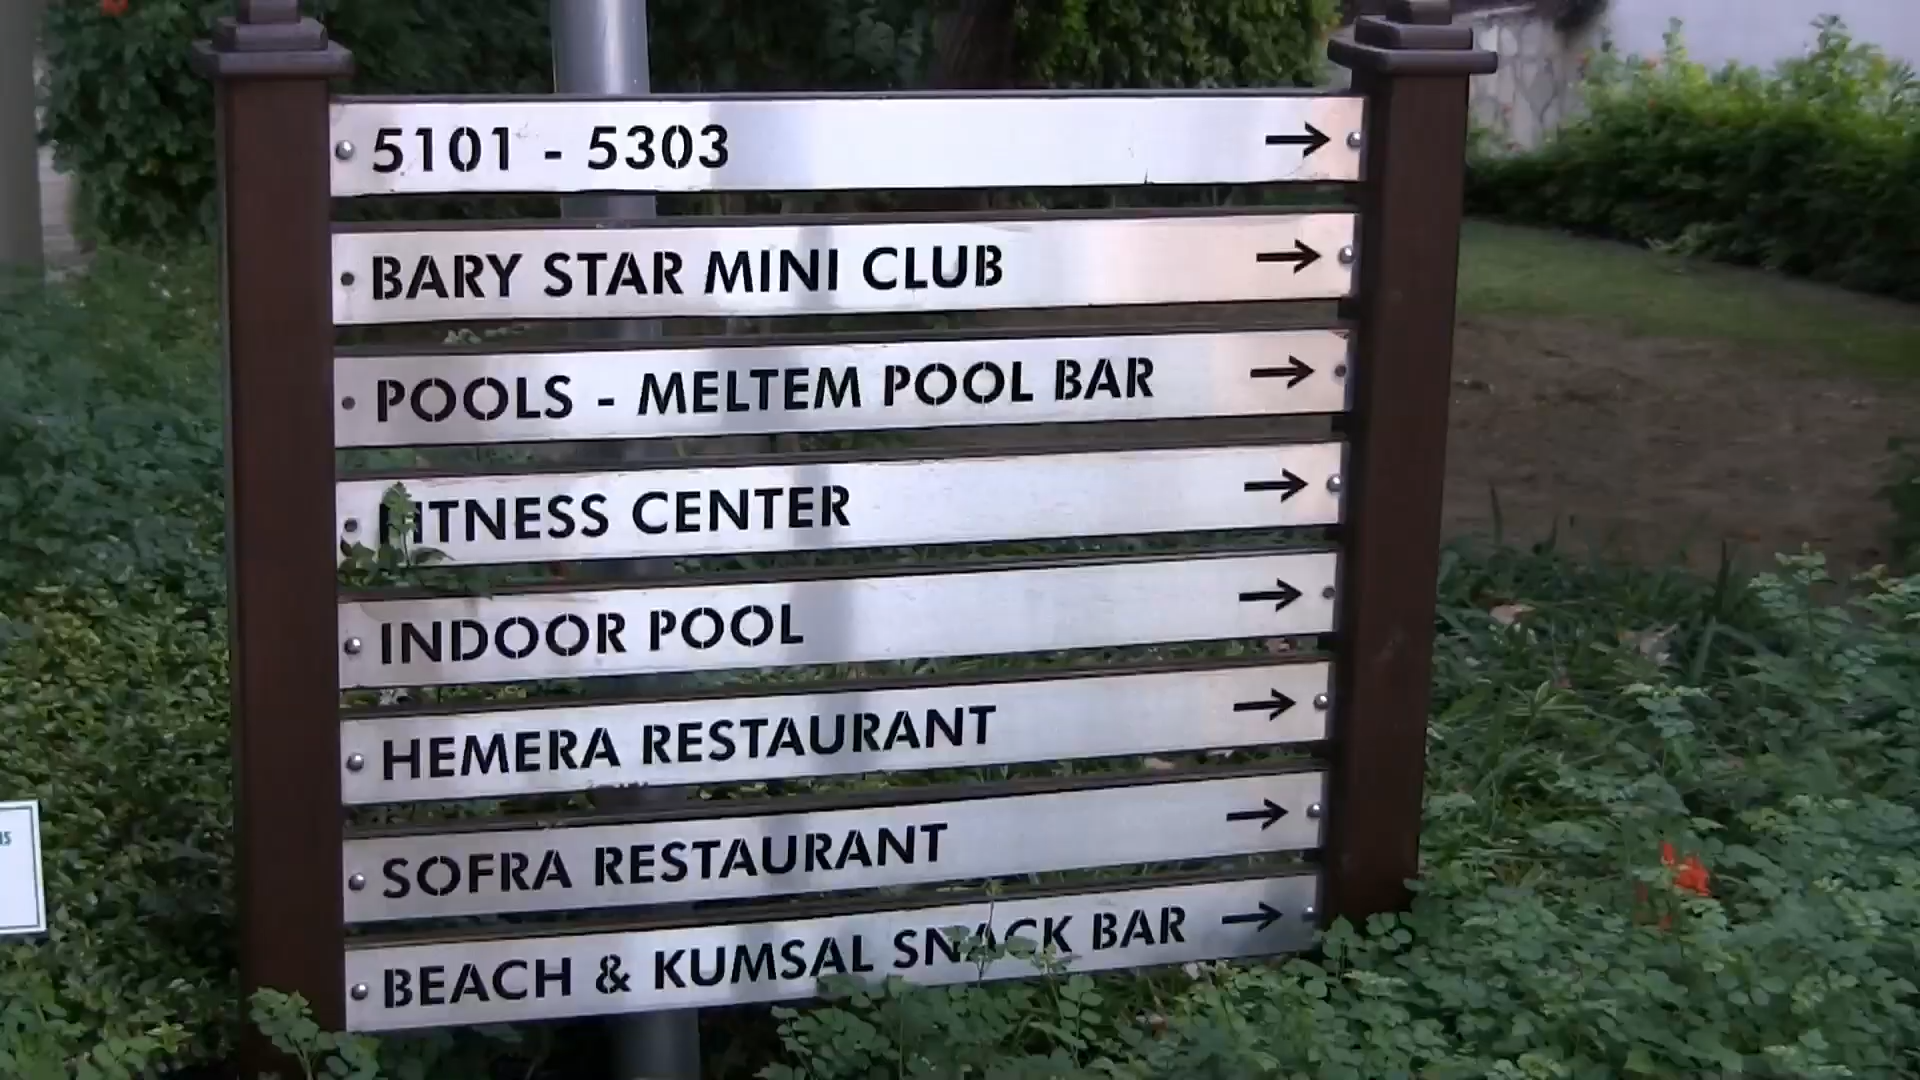 5101 - 5303 →
BARY STAR MINI CLUB →
POOLS - MELTEM POOL BAR →
FITNESS CENTER →
INDOOR POOL →
HEMERA RESTAURANT →
SOFRA RESTAURANT →
BEACH & KUMSAL SNACK BAR →